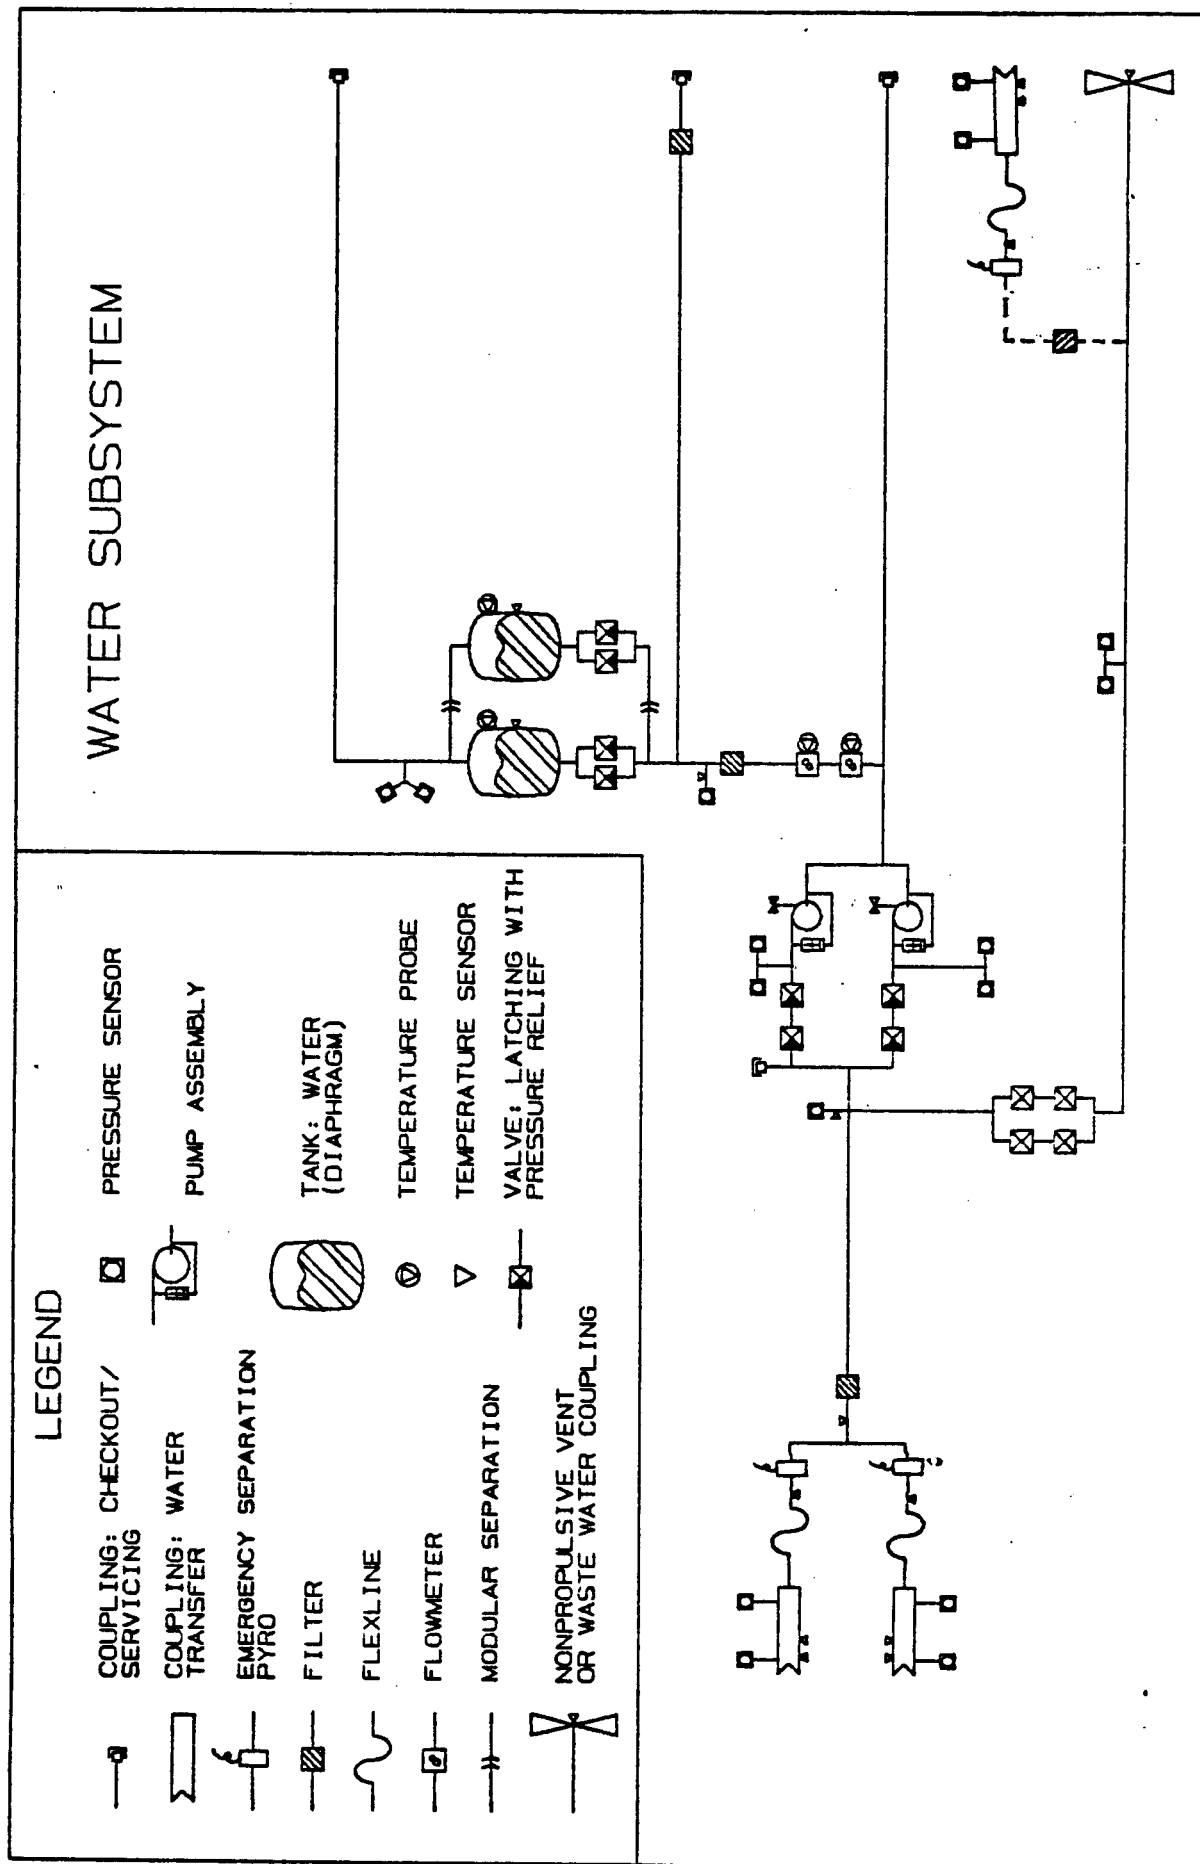 WATER SUBSYSTEM
LEGEND
COUPLING: CHECKOUT/
SERVICING
COUPLING: WATER
TRANSFER
EMERGENCY SEPARATION
PYRO
FILTER
FLEXLINE
FLOWMETER
MODULAR SEPARATION
NONPROPULSIVE VENT
OR WASTE WATER COUPLING
PRESSURE SENSOR
PUMP ASSEMBLY
TANK: WATER
(DIAPHRAGM)
TEMPERATURE PROBE
TEMPERATURE SENSOR
VALVE: LATCHING WITH
PRESSURE RELIEF